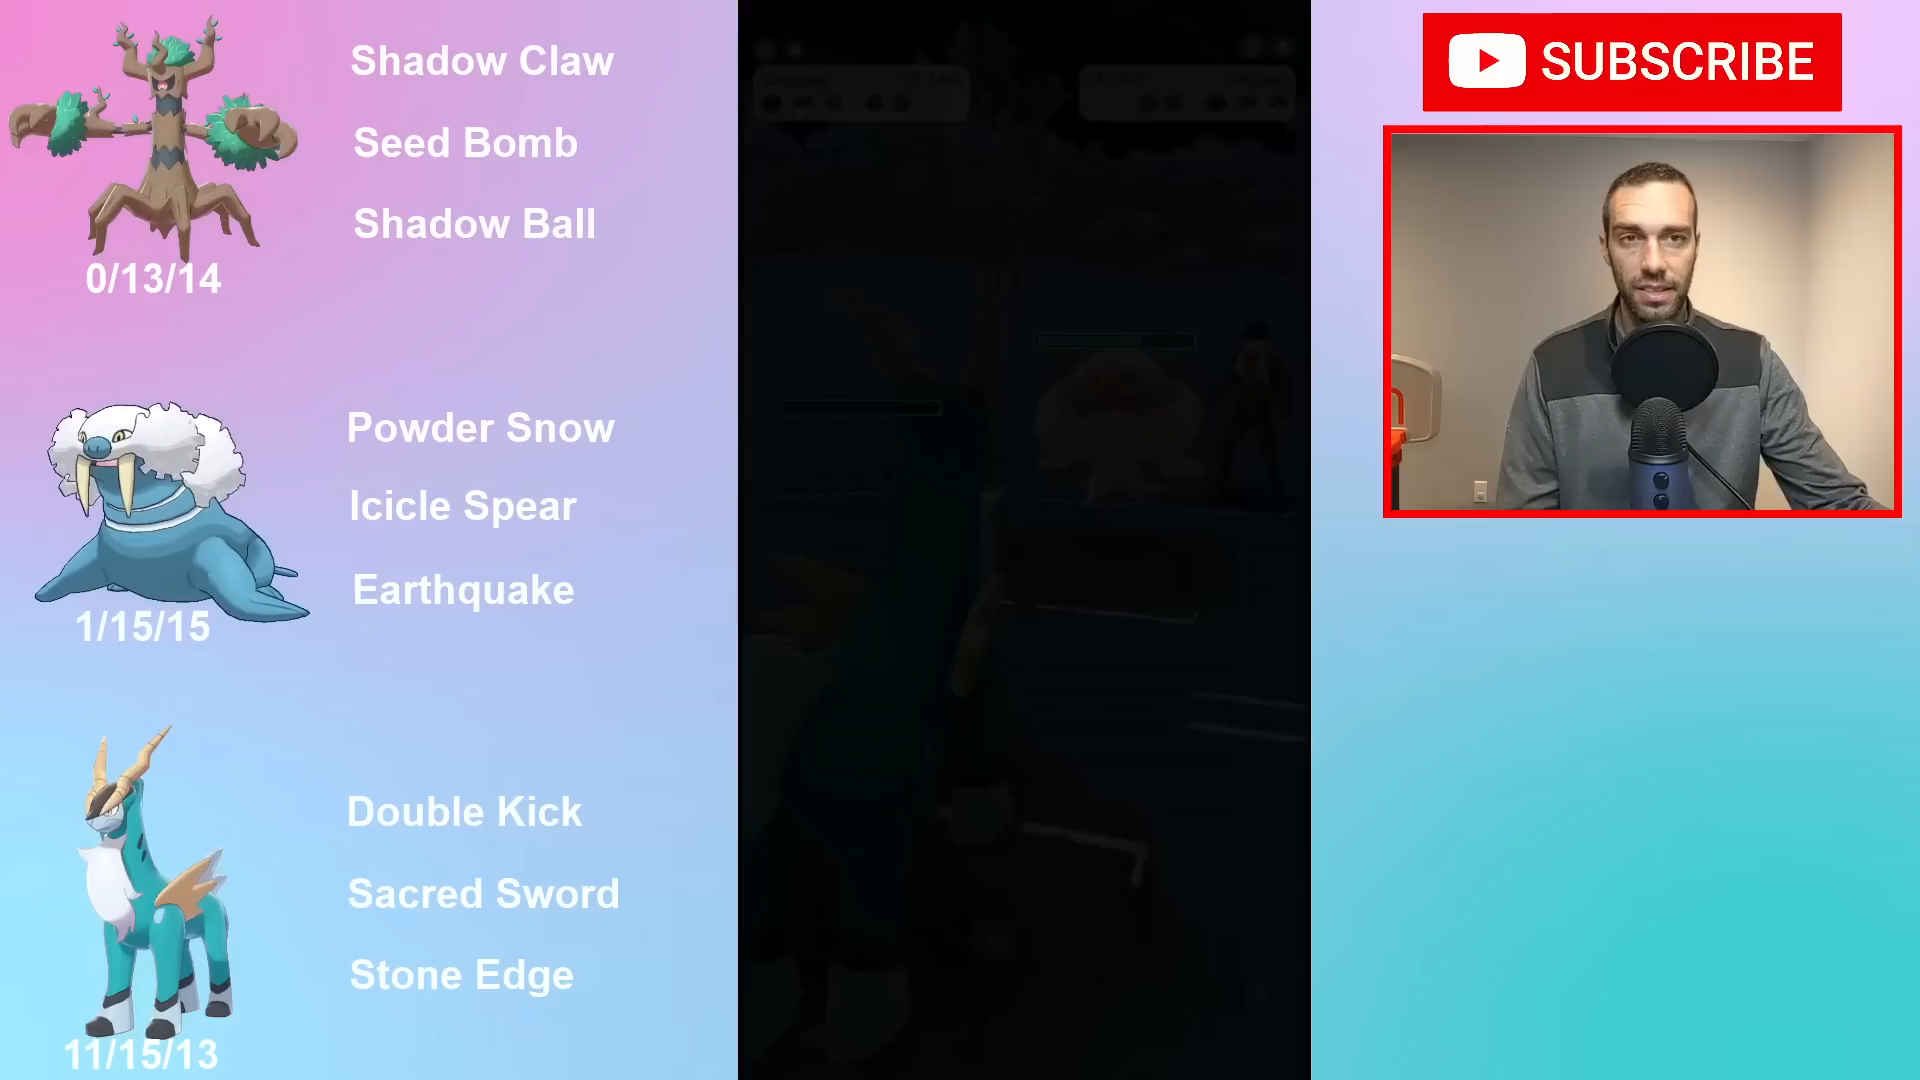 Shadow Claw
Seed Bomb
Shadow Ball
0/13/14
Powder Snow
Icicle Spear
Earthquake
1/15/15
Double Kick
Sacred Sword
Stone Edge
11/15/13
SUBSCRIBE